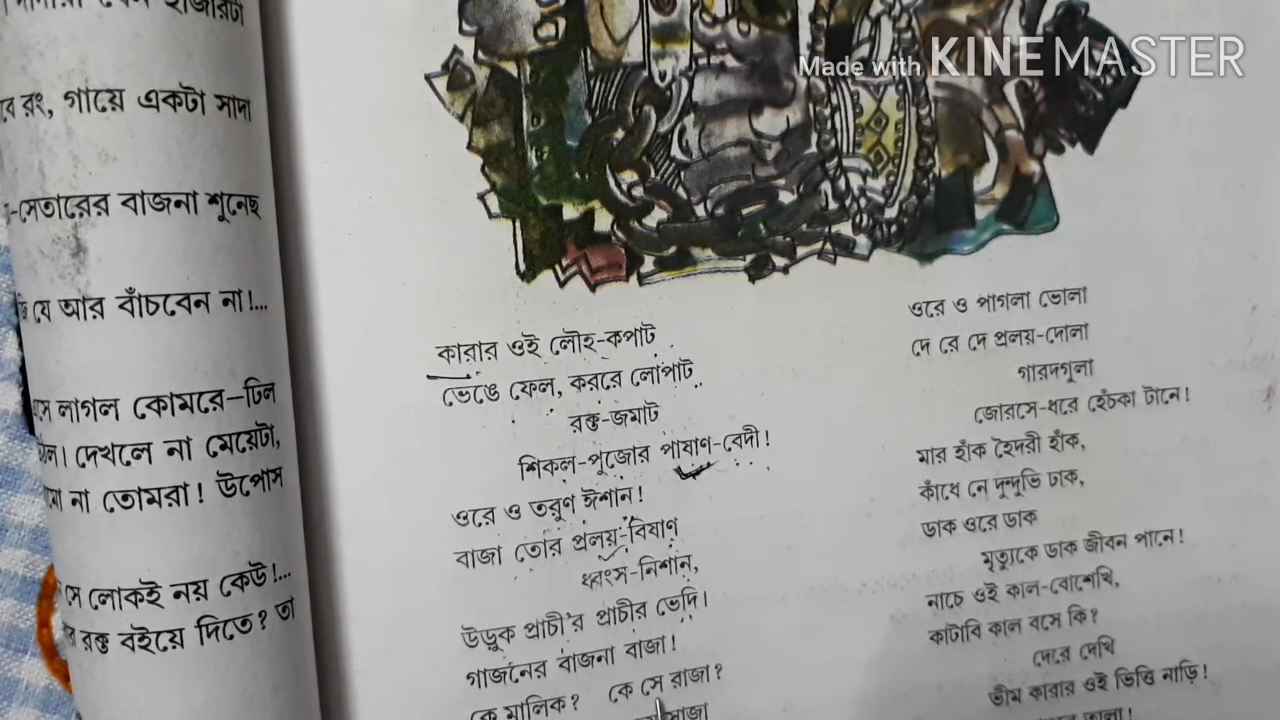 Made with KINEMASTER
হাজারটা
রং, গায়ে একটা সাদা
-সেতারের বাজনা শুনেছ
যে আর বাঁচবেন না!...
লাগল কোমরে-ঢিল
দেখলে না মেয়েটা,
না তোমরা! উপোস
সে লোকই নয় কেউ!...
রক্ত বইয়ে দিতে? তা
কারার ওই লৌহ-কপাট
ভেঙে ফেল, কররে লোপাট
রক্ত-জমাট
শিকল-পুজোর পাষাণ-বেদী!
ওরে ও তরুণ ঈশান!
বাজা তোর প্রলয়-বিষাণ
ধ্বংস-নিশান,
উড়ুক প্রাচী'র প্রাচীর ভেদি।
গাজনের বাজনা বাজা!
কে মালিক? কে সে রাজা?
সাজা
ওরে ও পাগলা ভোলা
দে রে দে প্রলয়-দোলা
গারদগুলা
জোরসে-ধরে হেঁচকা টানে!
মার হাঁক হৈদরী হাঁক,
কাঁধে নে দুন্দুভি ঢাক,
ডাক ওরে ডাক
মৃত্যুকে ডাক জীবন পানে!
নাচে ওই কাল-বোশেখি,
কাটাবি কাল বসে কি?
দেরে দেখি
ভীম কারার ওই ভিত্তি নাড়ি!